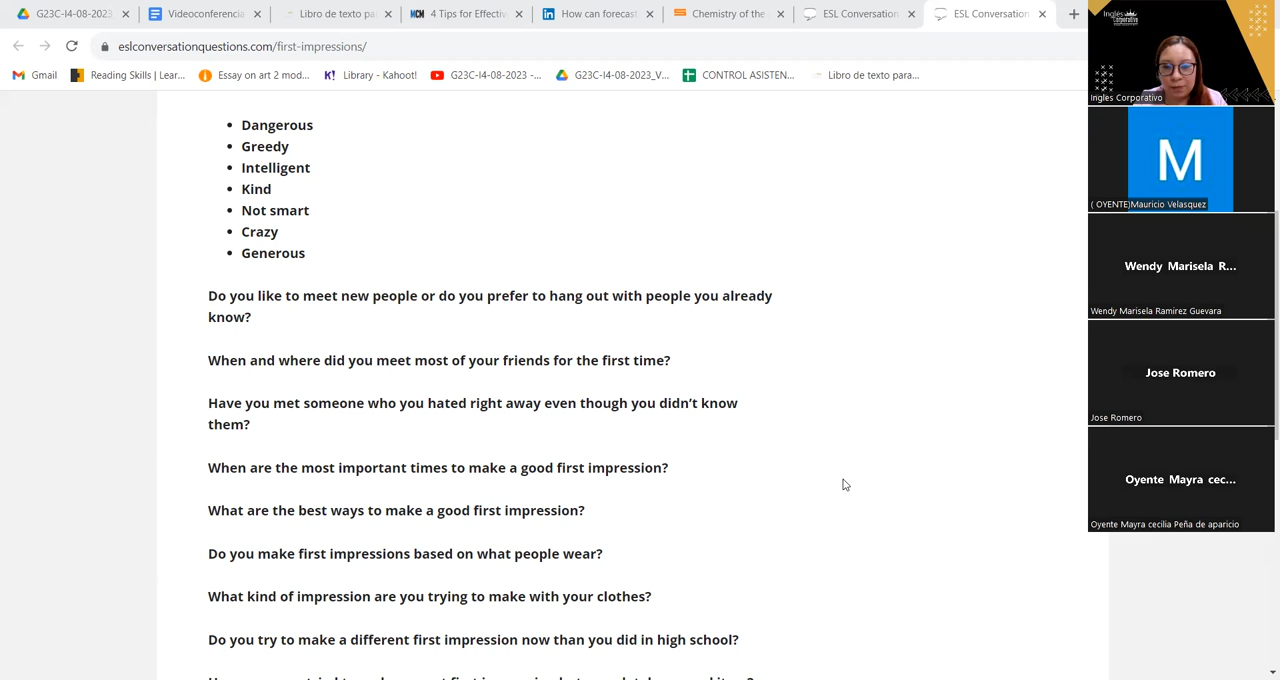 G23C-I4-08-2023
Videoconferencia
Libro de texto pa
4 Tips for Effectiv
How can forecast
Chemistry of the
ESL Conversation
ESL Conversation
eslconversationquestions.com/first-impressions/
Gmail
Reading Skills | Lear...
Essay on art 2 mod...
Library - Kahoot!
G23C-I4-08-2023 -...
G23C-I4-08-2023_V...
CONTROL ASISTEN...
Libro de texto para...
Dangerous
Greedy
Intelligent
Kind
Not smart
Crazy
Generous
Do you like to meet new people or do you prefer to hang out with people you already
know?
When and where did you meet most of your friends for the first time?
Have you met someone who you hated right away even though you didn't know
them?
When are the most important times to make a good first impression?
What are the best ways to make a good first impression?
Do you make first impressions based on what people wear?
What kind of impression are you trying to make with your clothes?
Do you try to make a different first impression now than you did in high school?
Inglés
Corporativo
Ingles Corporativo
M
( OYENTE)Mauricio Velasquez
Wendy Marisela R...
Wendy Marisela Ramirez Guevara
Jose Romero
Jose Romero
Oyente Mayra cec...
Oyente Mayra cecilia Peña de aparicio